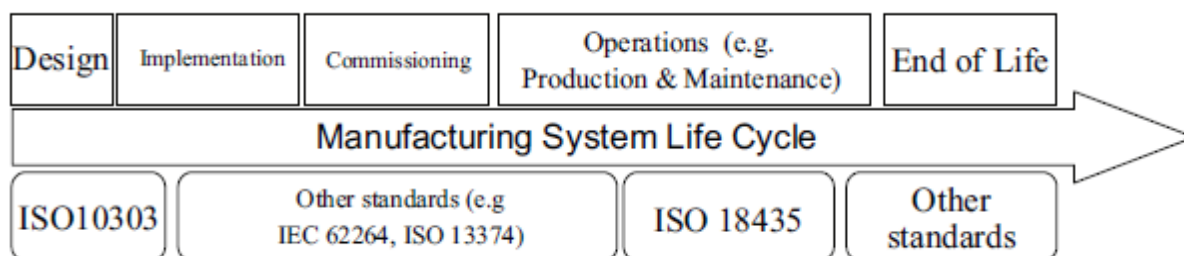 Design
Implementation
Commissioning
Operations (e.g.
Production & Maintenance)
End of Life
Manufacturing System Life Cycle
ISO10303
Other standards (e.g
IEC 62264, ISO 13374)
ISO 18435
Other
standards